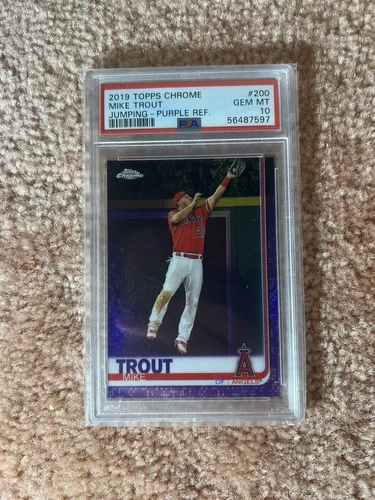 2019 TOPPS CHROME #200
MIKE TROUT GEM MT
JUMPING - PURPLE REF. 10
PSA 56487597
Topps
Chrome
TROUT
MIKE
OF | ANGELS
A